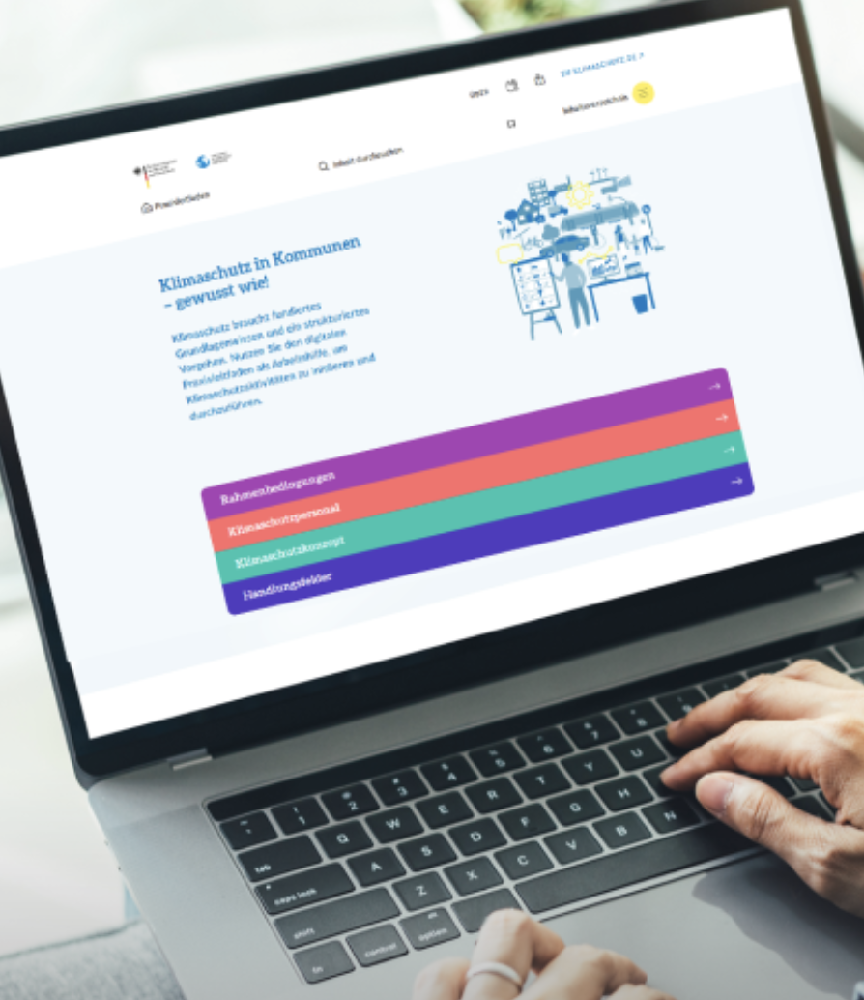 ZU KLIMASCHUTZ.DE ↗
Inhaltsverzeichnis
Inhalt durchsuchen
Praxisleitfaden
Klimaschutz in Kommunen
– gewusst wie!
Klimaschutz braucht fundiertes
Grundlagenwissen und ein strukturiertes
Vorgehen. Nutzen Sie den digitalen
Praxisleitfaden als Arbeitshilfe, um
Klimaschutzaktivitäten zu initiieren und
durchzuführen.
Rahmenbedingungen →
Klimaschutzpersonal →
Klimaschutzkonzept →
Handlungsfelder →
1 2 3 4 5 6 7 8 9
tab Q W E R T Y U
caps lock A S D F G H
shift Z X C V B N
fn control option